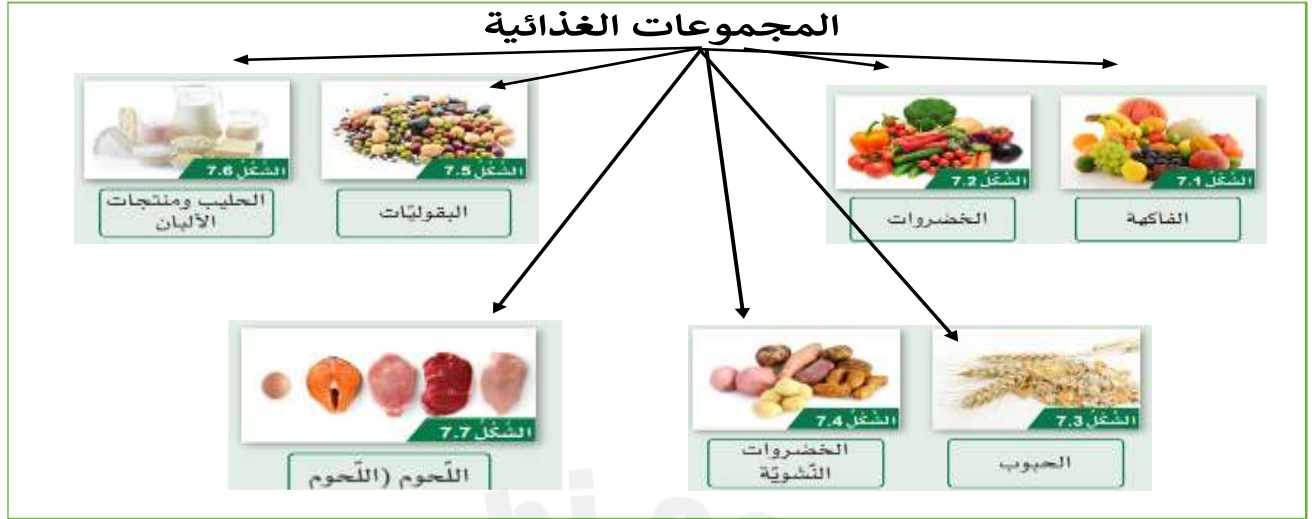 المجموعات الغذائية
الشكل 7.1
الفاكهة
الشكل 7.2
الخضروات
الشكل 7.5
البقوليّات
الشكل 7.6
الحليب ومنتجات
الألبان
الشكل 7.3
الحبوب
الشكل 7.4
الخضروات
النّشويّة
الشكل 7.7
اللّحوم (اللّحوم